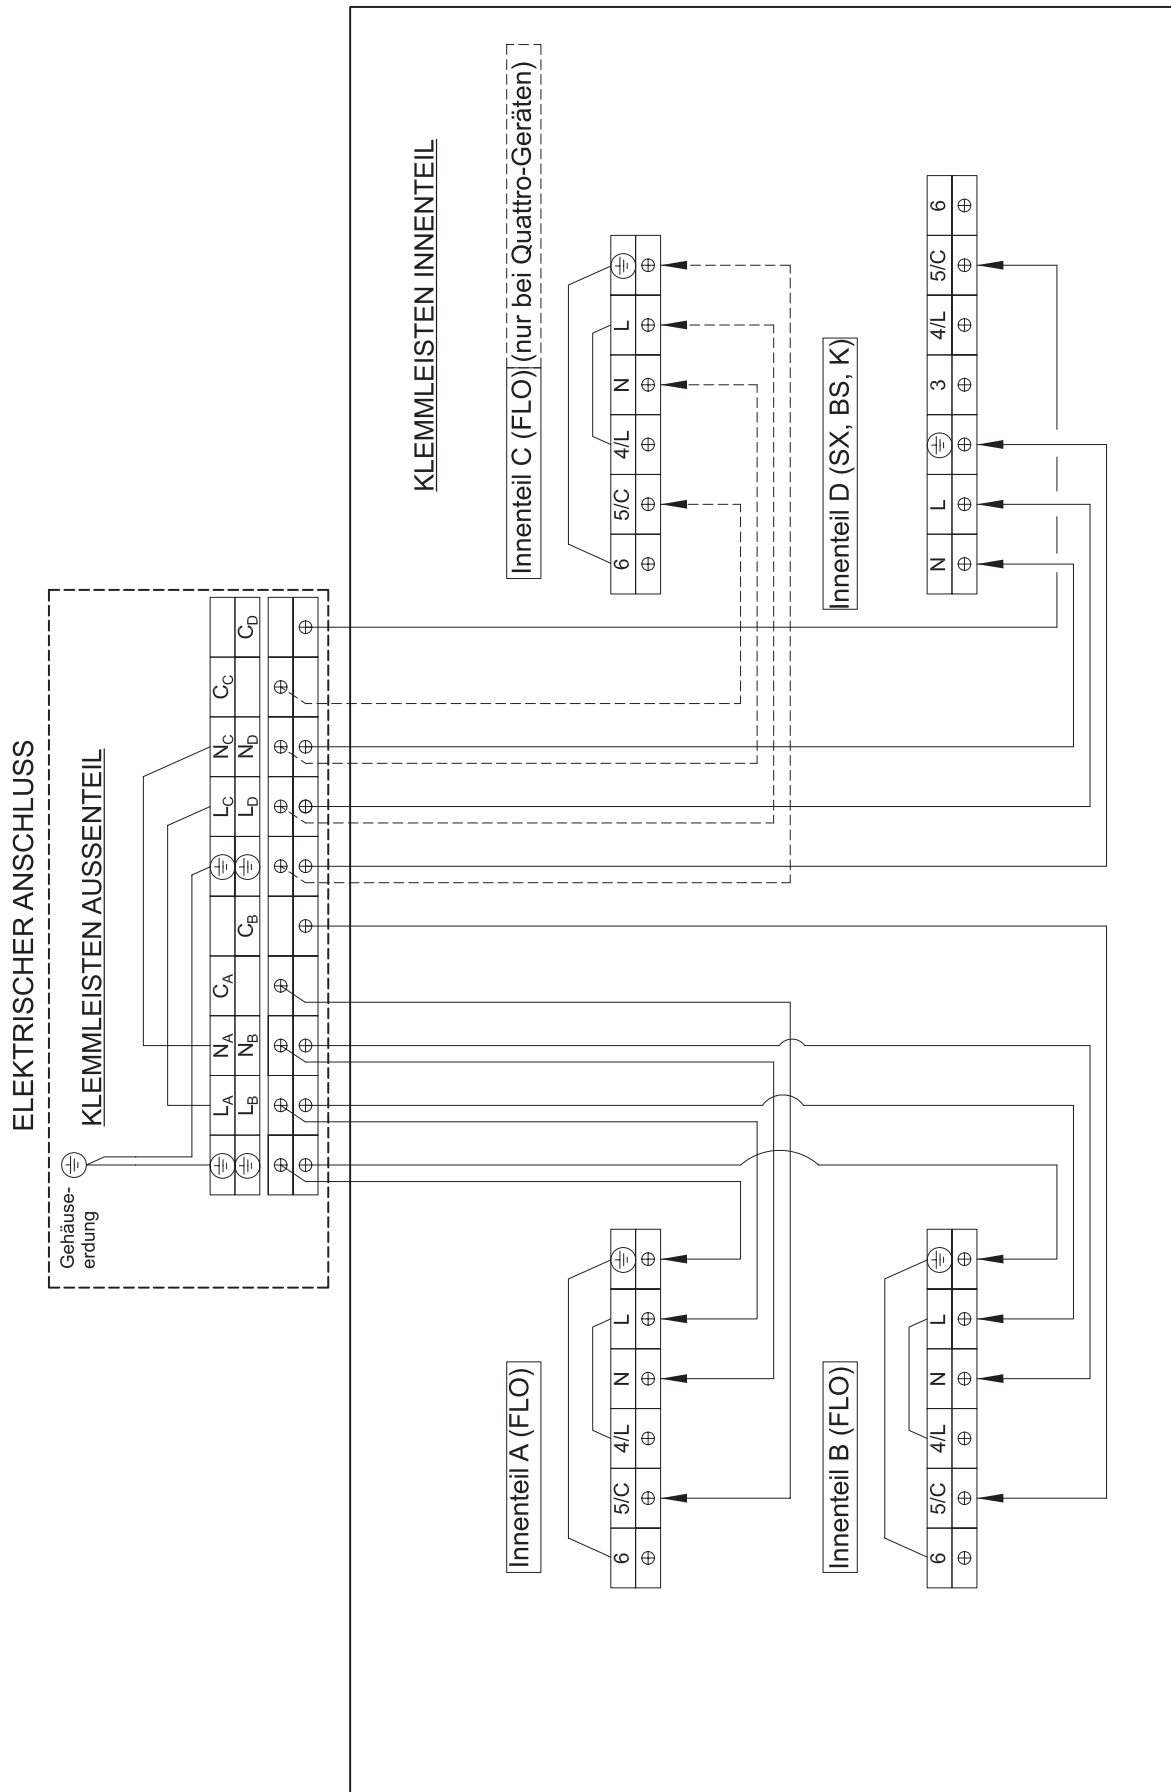 ELEKTRISCHER ANSCHLUSS
KLEMMLEISTEN AUSSENTEIL
Gehäuse-
erdung
L_A N_A C_A L_C N_C C_C
L_B N_B C_B L_D N_D C_D
KLEMMLEISTEN INNENTEIL
Innenteil A (FLO)
6 5/C 4/L N L
Innenteil C (FLO) (nur bei Quattro-Geräten)
6 5/C 4/L N L
Innenteil B (FLO)
6 5/C 4/L N L
Innenteil D (SX, BS, K)
N L 3 4/L 5/C 6